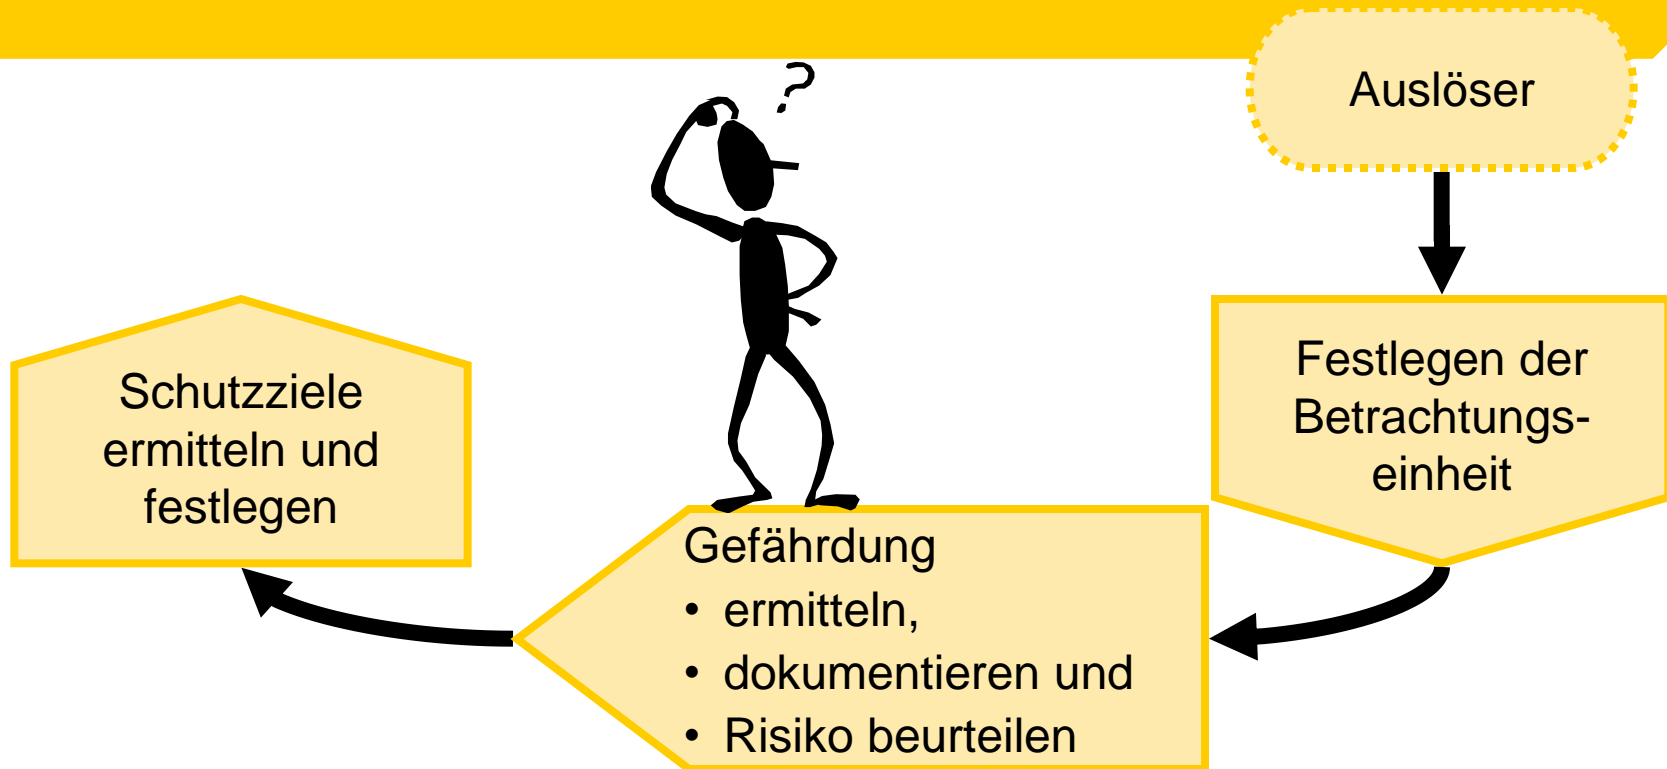 Auslöser
Festlegen der
Betrachtungs-
einheit
Gefährdung
• ermitteln,
• dokumentieren und
• Risiko beurteilen
Schutzziele
ermitteln und
festlegen
?